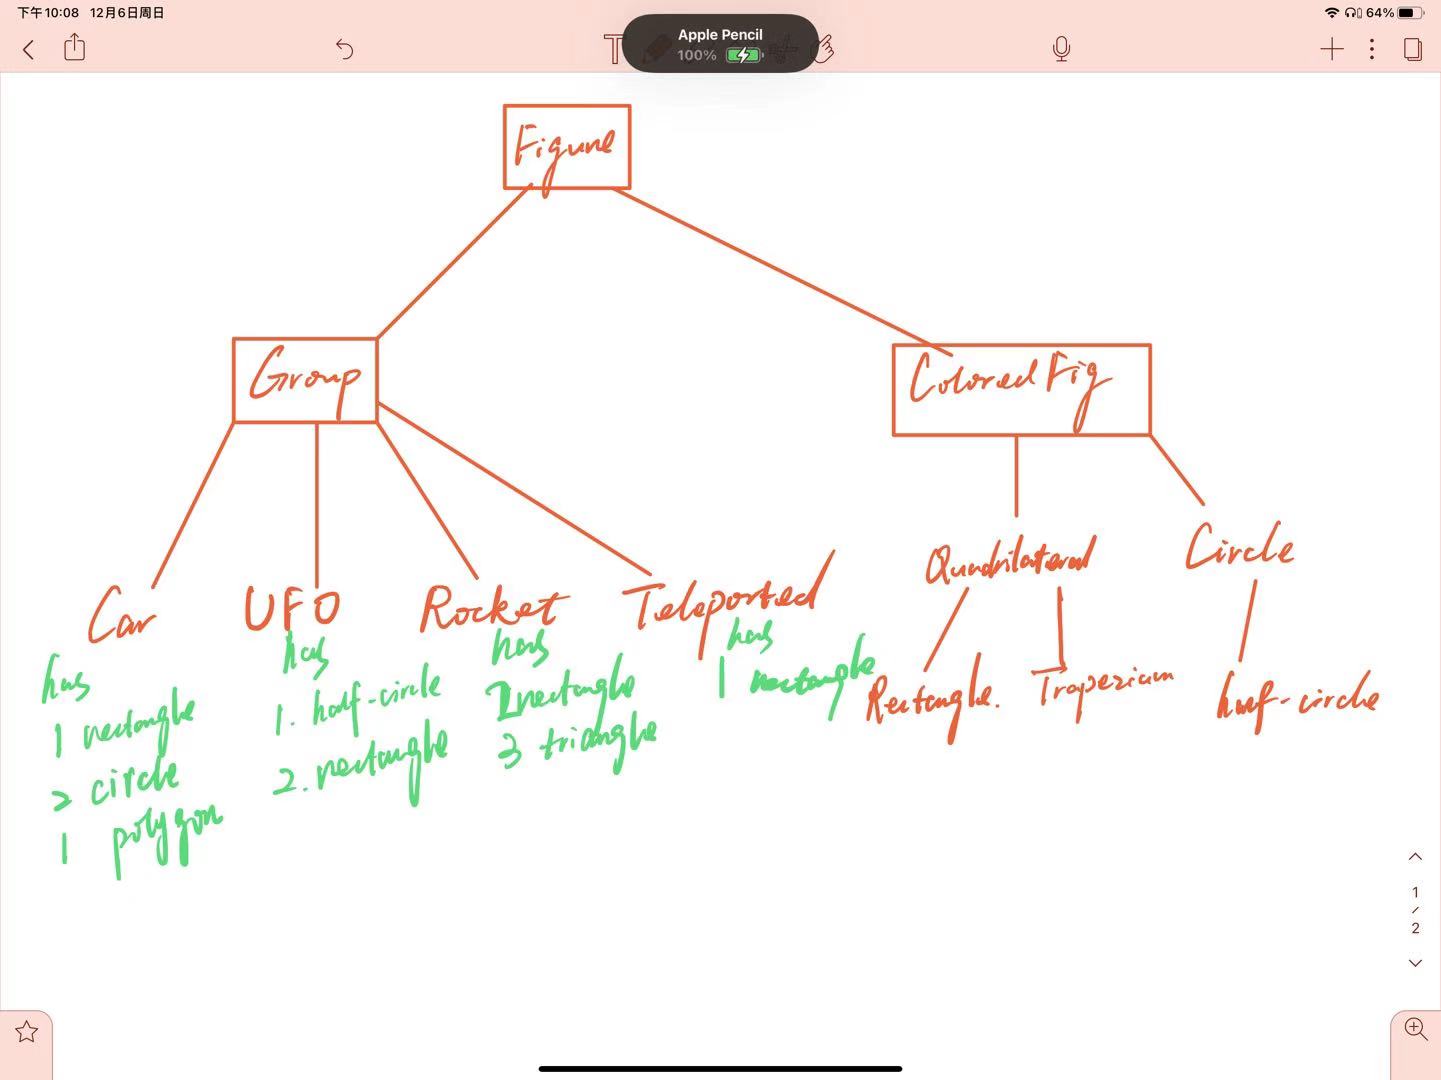 下午10:08 12月6日周日
64%
Apple Pencil
100%
Figure
Group
Colored Fig
Car
UFO
Rocket
Teleported
Quadrilateral
Circle
has
1 rectangle
2 circle
1 polygon
has
1. half-circle
2. rectangle
has
2 rectangle
3 triangle
has
1 rectangle
Rectangle.
Trapezium
half-circle
1
/
2